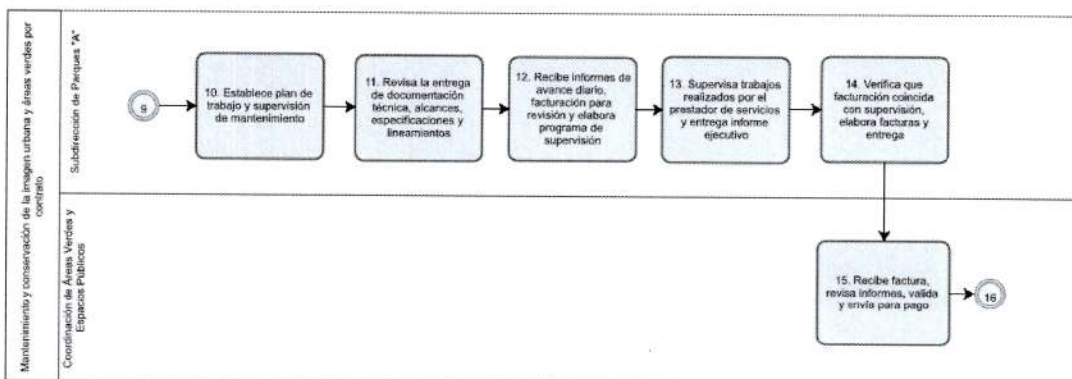 Mantenimiento y conservación de la imagen urbana y áreas verdes por
contrato
Subdirección de Parques "A"
9
10. Establece plan de
trabajo y supervisión
de mantenimiento
11. Revisa la entrega
de documentación
técnica, alcances,
especificaciones y
lineamientos
12. Recibe informes de
avance diario,
facturación para
revisión y elabora
programa de
supervisión
13. Supervisa trabajos
realizados por el
prestador de servicios
y entrega informe
ejecutivo
14. Verifica que
facturación coincida
con supervisión,
elabora facturas y
entrega
Coordinación de Áreas Verdes y
Espacios Públicos
15. Recibe factura,
revisa informes, valida
y envía para pago
16